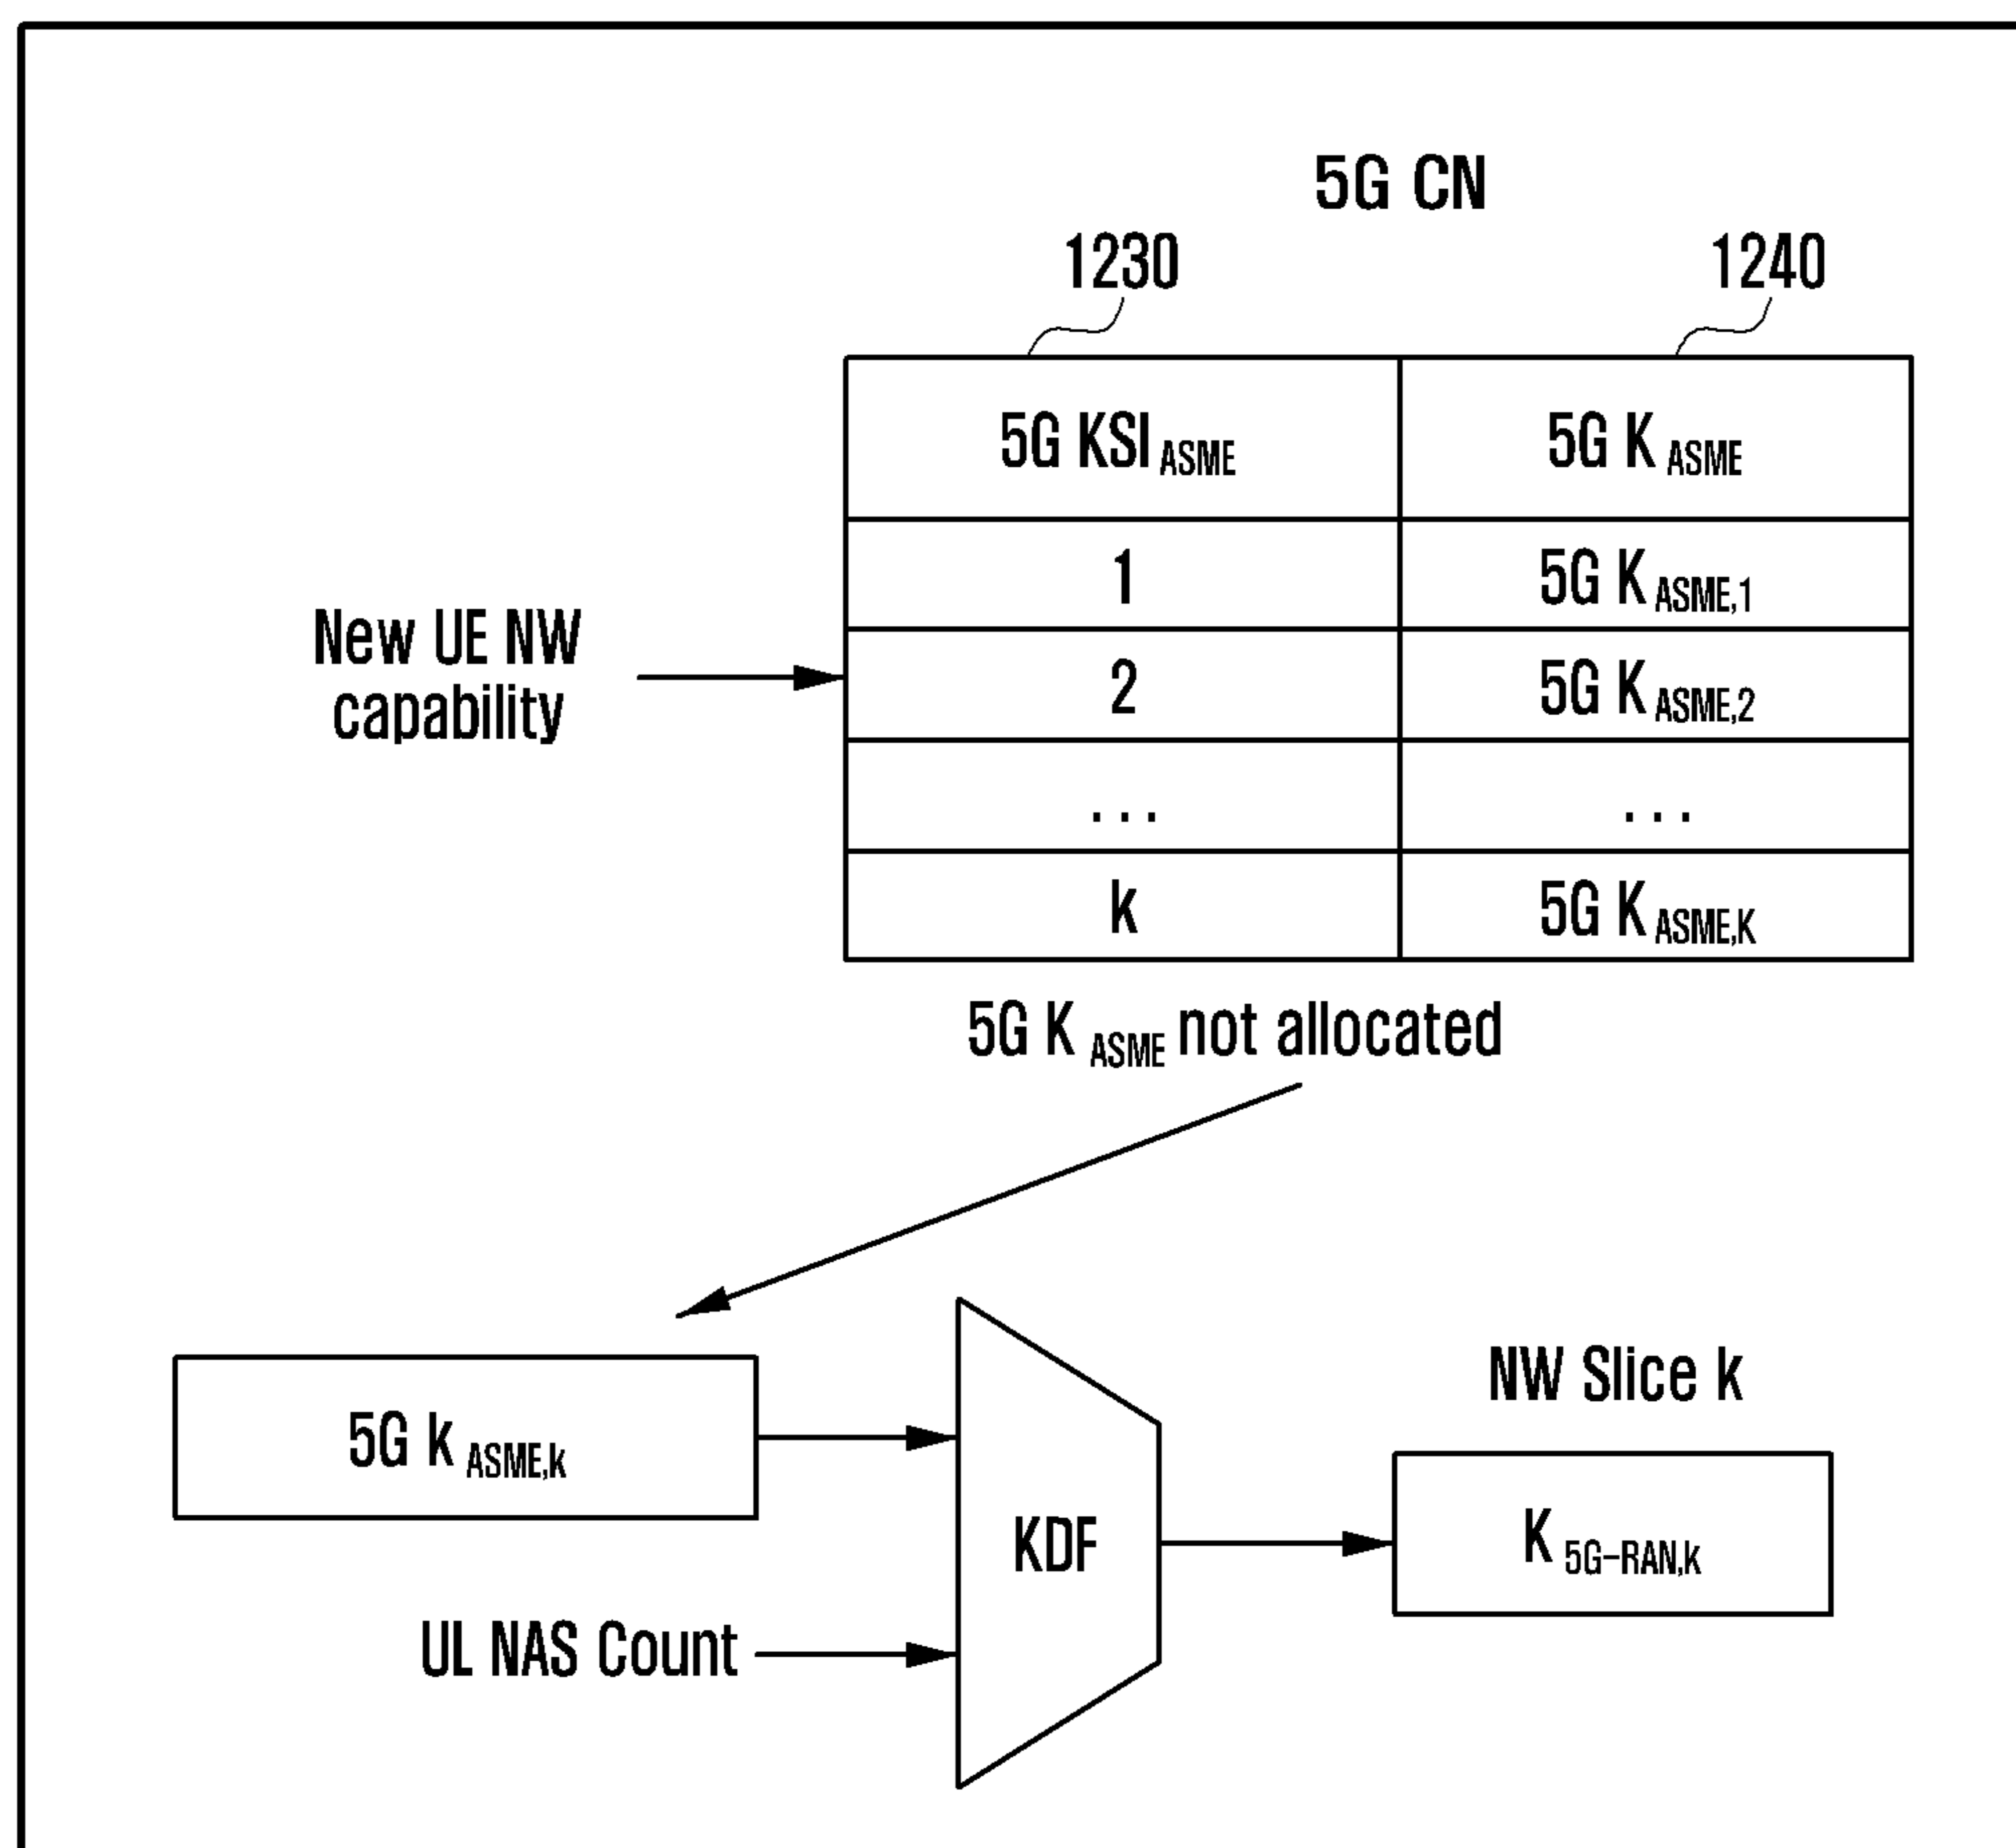 5G CN
1230 1240
5G KSI ASME 5G K ASME
1 5G K ASME,1
New UE NW
capability
2 5G K ASME,2
... ...
k 5G K ASME,K
5G K ASME not allocated
NW Slice k
5G k ASME,k
KDF
K 5G-RAN,k
UL NAS Count